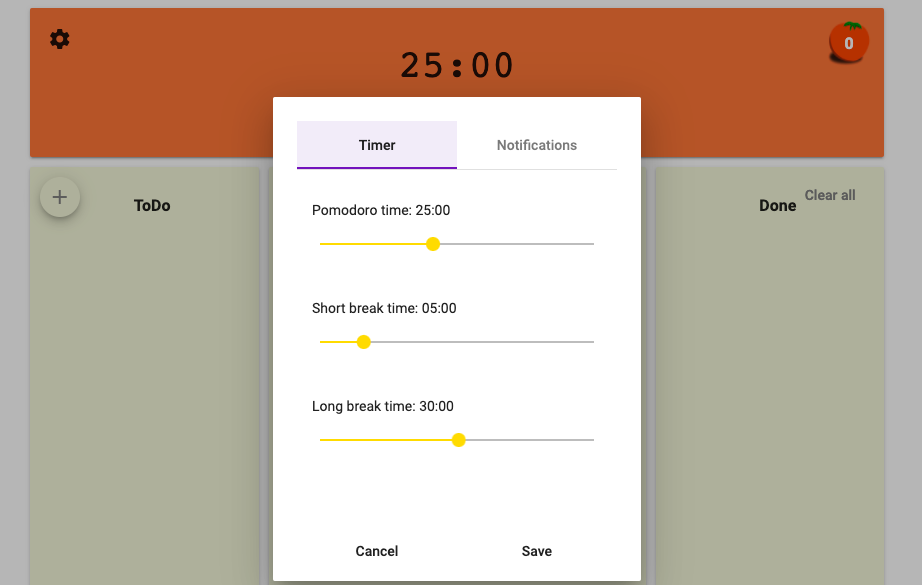 25:00
0
Timer
Notifications
Pomodoro time: 25:00
Short break time: 05:00
Long break time: 30:00
Cancel
Save
ToDo
Done
Clear all